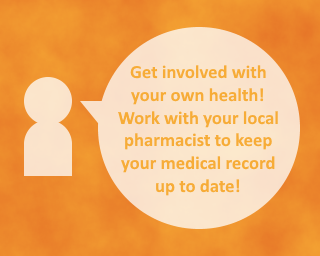 Get involved with
your own health!
Work with your local
pharmacist to keep
your medical record
up to date!